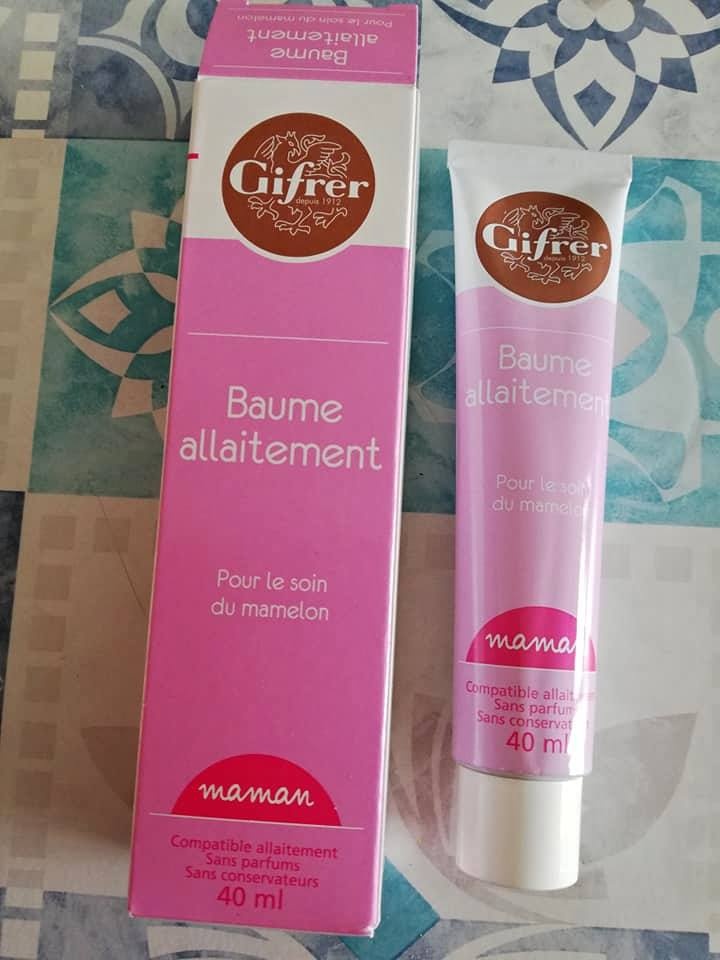 Baume
allaitement
Pour le soin du mamelon
Gifrer
depuis 1912
Baume
allaitement
Pour le soin
du mamelon
maman
Compatible allaitement
Sans parfums
Sans conservateurs
40 ml
Gifrer
depuis 1912
Baume
allaitement
Pour le soin
du mamelon
maman
Compatible allaitement
Sans parfums
Sans conservateurs
40 ml